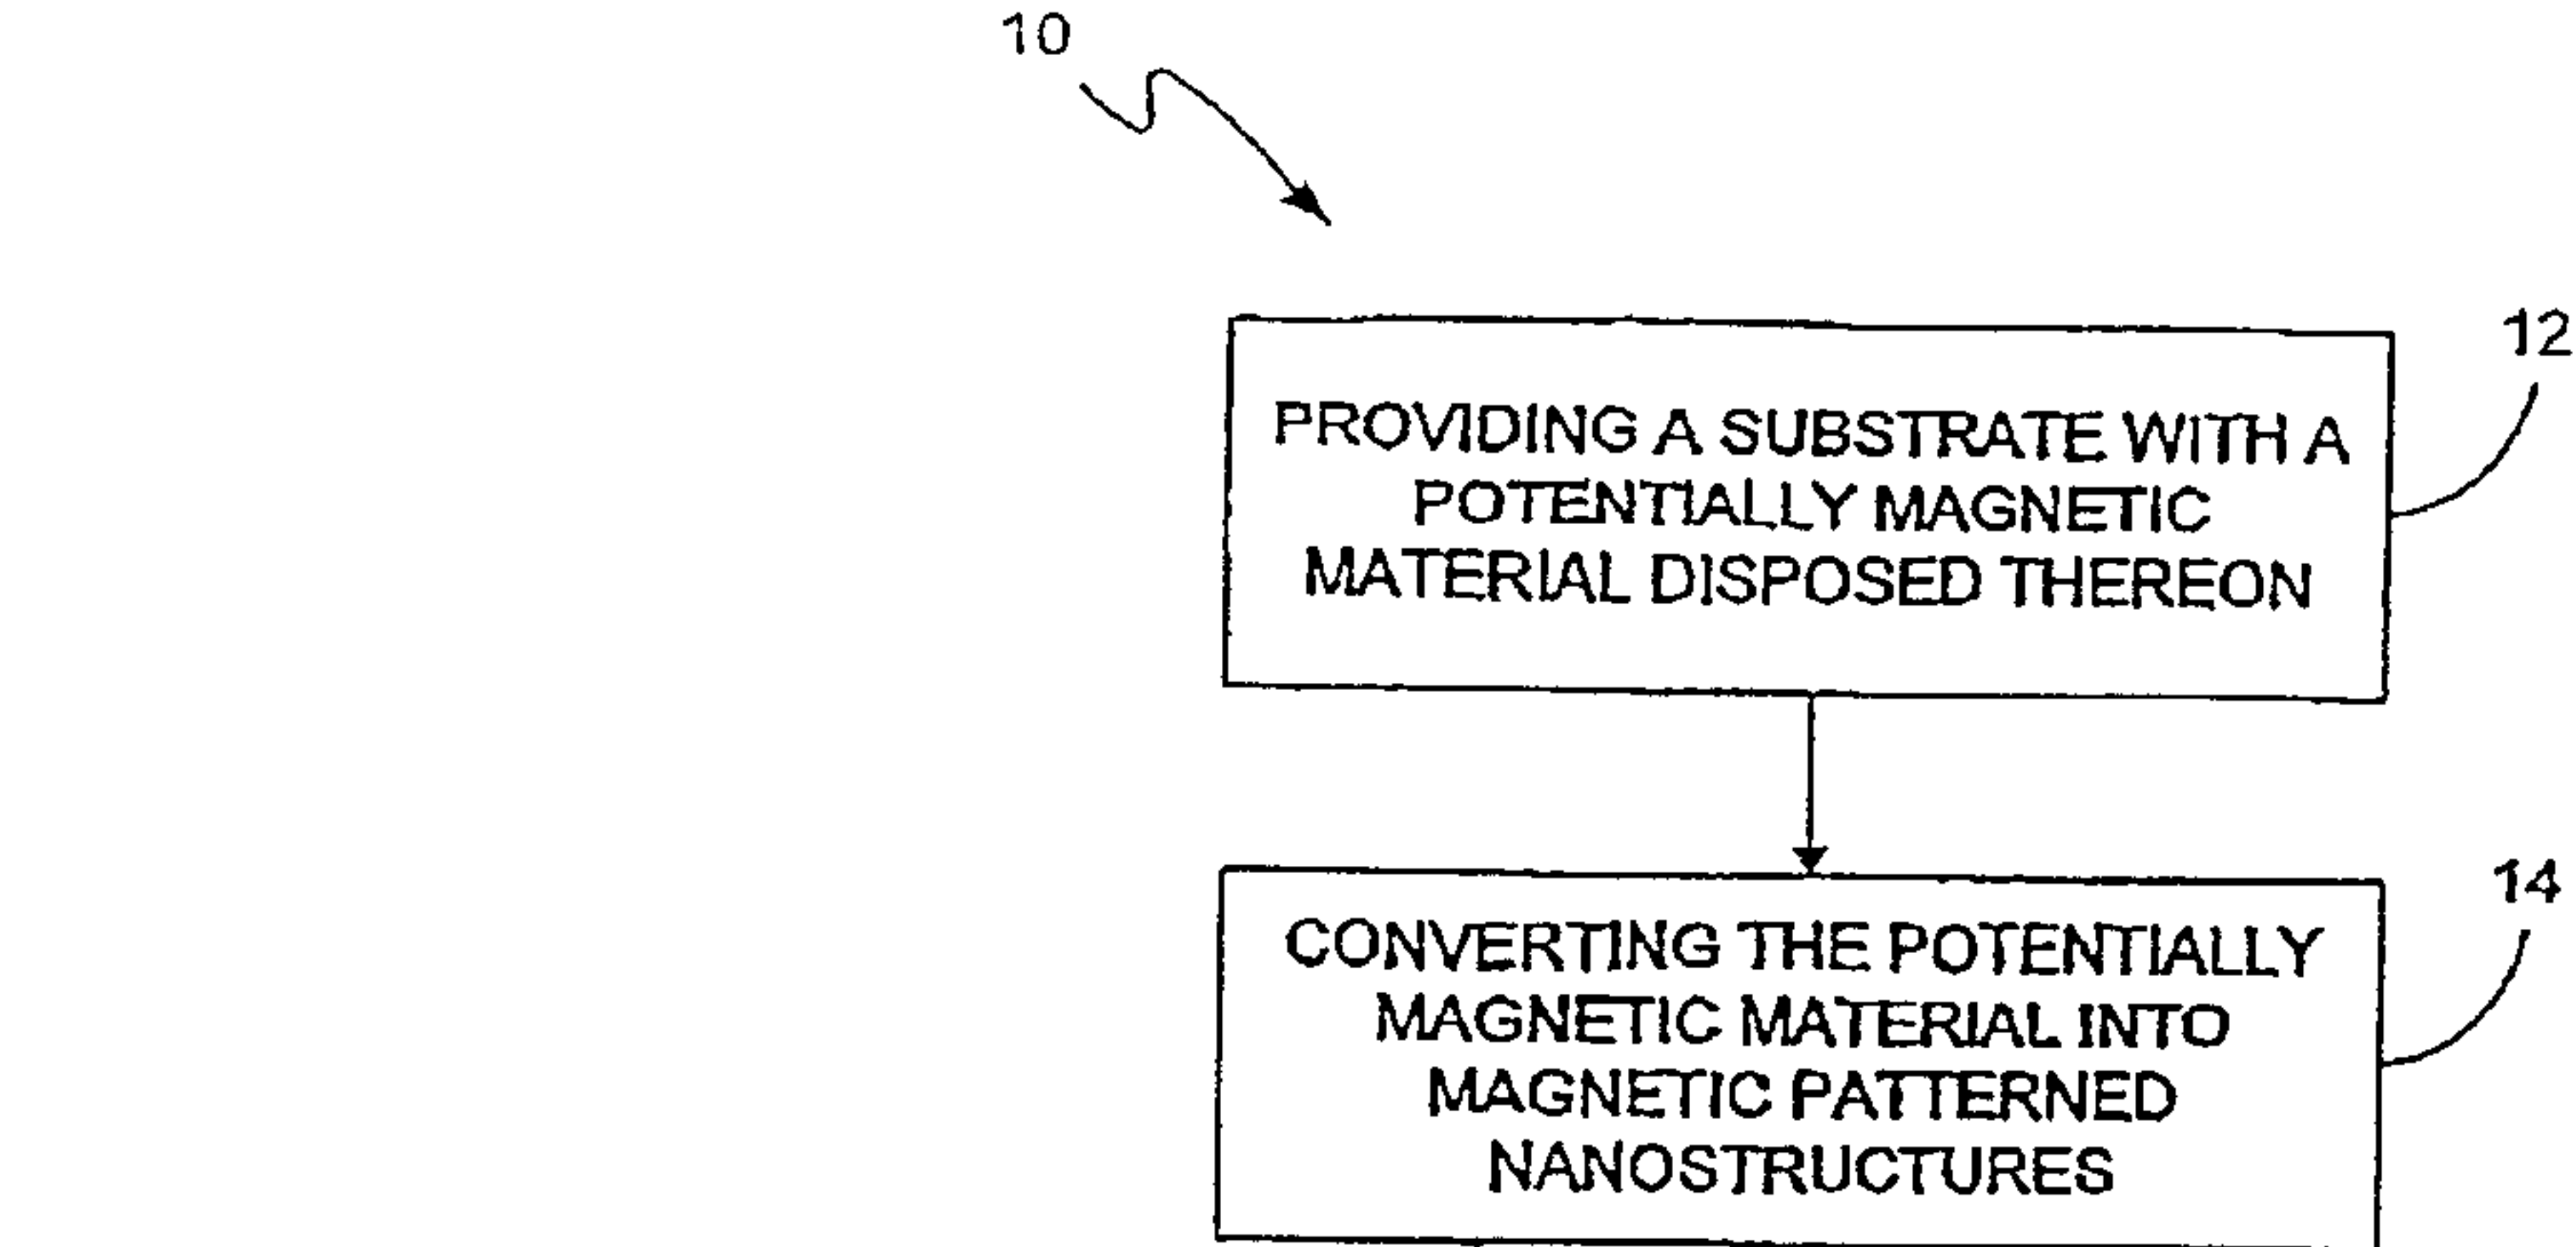 10
12
PROVIDING A SUBSTRATE WITH A
POTENTIALLY MAGNETIC
MATERIAL DISPOSED THEREON
14
CONVERTING THE POTENTIALLY
MAGNETIC MATERIAL INTO
MAGNETIC PATTERNED
NANOSTRUCTURES